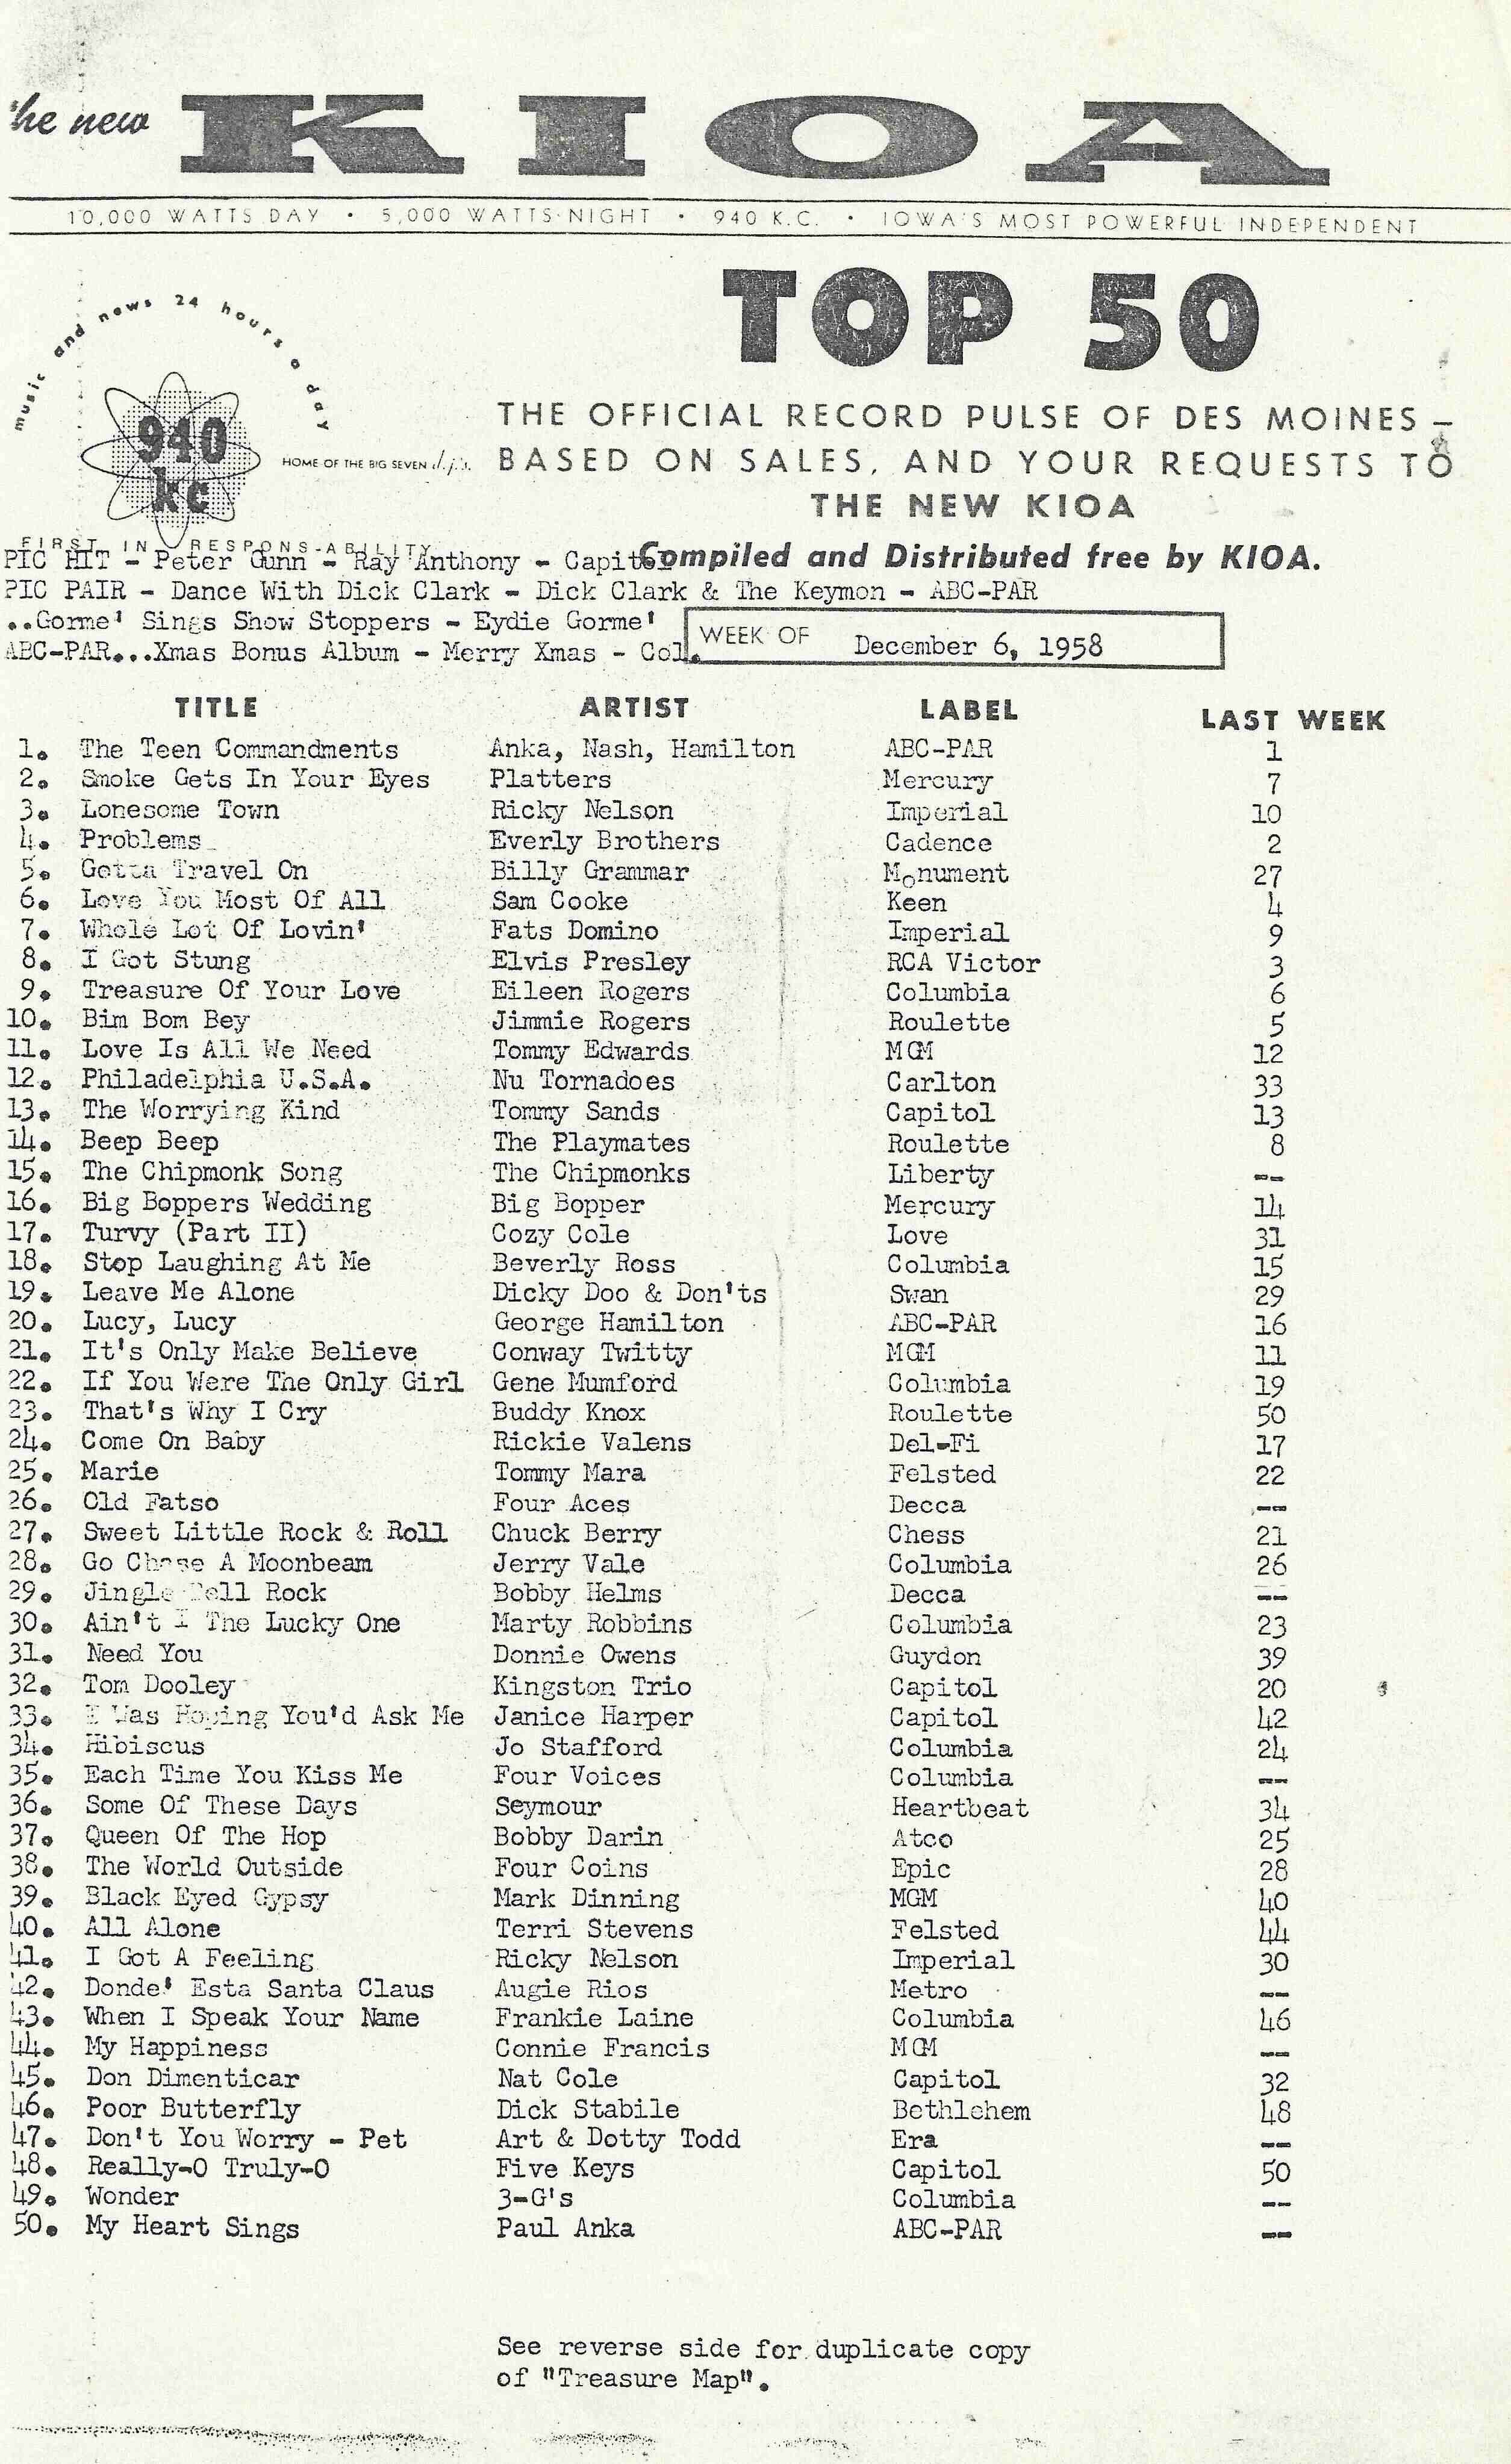 the new KIOA
10,000 WATTS DAY • 5,000 WATTS NIGHT • 940 K.C. • IOWA'S MOST POWERFUL INDEPENDENT
music and news 24 hours a day
940
kc
HOME OF THE BIG SEVEN d.j.'s.
FIRST IN RESPONS-ABILITY
TOP 50
THE OFFICIAL RECORD PULSE OF DES MOINES –
BASED ON SALES, AND YOUR REQUESTS TO
THE NEW KIOA
Compiled and Distributed free by KIOA.
PIC HIT - Peter Gunn - Ray Anthony - Capitol
PIC PAIR - Dance With Dick Clark - Dick Clark & The Keymon - ABC-PAR
..Gorme' Sings Show Stoppers - Eydie Gorme'
ABC-PAR...Xmas Bonus Album - Merry Xmas - Col.
WEEK OF December 6, 1958
TITLE ARTIST LABEL LAST WEEK
1. The Teen Commandments Anka, Nash, Hamilton ABC-PAR 1
2. Smoke Gets In Your Eyes Platters Mercury 7
3. Lonesome Town Ricky Nelson Imperial 10
4. Problems Everly Brothers Cadence 2
5. Gotta Travel On Billy Grammar Monument 27
6. Love You Most Of All Sam Cooke Keen 4
7. Whole Lot Of Lovin' Fats Domino Imperial 9
8. I Got Stung Elvis Presley RCA Victor 3
9. Treasure Of Your Love Eileen Rogers Columbia 6
10. Bim Bom Bey Jimmie Rogers Roulette 5
11. Love Is All We Need Tommy Edwards MGM 12
12. Philadelphia U.S.A. Nu Tornadoes Carlton 33
13. The Worrying Kind Tommy Sands Capitol 13
14. Beep Beep The Playmates Roulette 8
15. The Chipmonk Song The Chipmonks Liberty --
16. Big Boppers Wedding Big Bopper Mercury 14
17. Turvy (Part II) Cozy Cole Love 31
18. Stop Laughing At Me Beverly Ross Columbia 15
19. Leave Me Alone Dicky Doo & Don'ts Swan 29
20. Lucy, Lucy George Hamilton ABC-PAR 16
21. It's Only Make Believe Conway Twitty MGM 11
22. If You Were The Only Girl Gene Mumford Columbia 19
23. That's Why I Cry Buddy Knox Roulette 50
24. Come On Baby Rickie Valens Del-Fi 17
25. Marie Tommy Mara Felsted 22
26. Old Fatso Four Aces Decca --
27. Sweet Little Rock & Roll Chuck Berry Chess 21
28. Go Chase A Moonbeam Jerry Vale Columbia 26
29. Jingle Bell Rock Bobby Helms Decca --
30. Ain't I The Lucky One Marty Robbins Columbia 23
31. Need You Donnie Owens Guydon 39
32. Tom Dooley Kingston Trio Capitol 20
33. I Was Hoping You'd Ask Me Janice Harper Capitol 42
34. Hibiscus Jo Stafford Columbia 24
35. Each Time You Kiss Me Four Voices Columbia --
36. Some Of These Days Seymour Heartbeat 34
37. Queen Of The Hop Bobby Darin Atco 25
38. The World Outside Four Coins Epic 28
39. Black Eyed Gypsy Mark Dinning MGM 40
40. All Alone Terri Stevens Felsted 44
41. I Got A Feeling Ricky Nelson Imperial 30
42. Donde' Esta Santa Claus Augie Rios Metro --
43. When I Speak Your Name Frankie Laine Columbia 46
44. My Happiness Connie Francis MGM --
45. Don Dimenticar Nat Cole Capitol 32
46. Poor Butterfly Dick Stabile Bethlehem 48
47. Don't You Worry - Pet Art & Dotty Todd Era --
48. Really-O Truly-O Five Keys Capitol 50
49. Wonder 3-G's Columbia --
50. My Heart Sings Paul Anka ABC-PAR --
See reverse side for duplicate copy
of "Treasure Map".